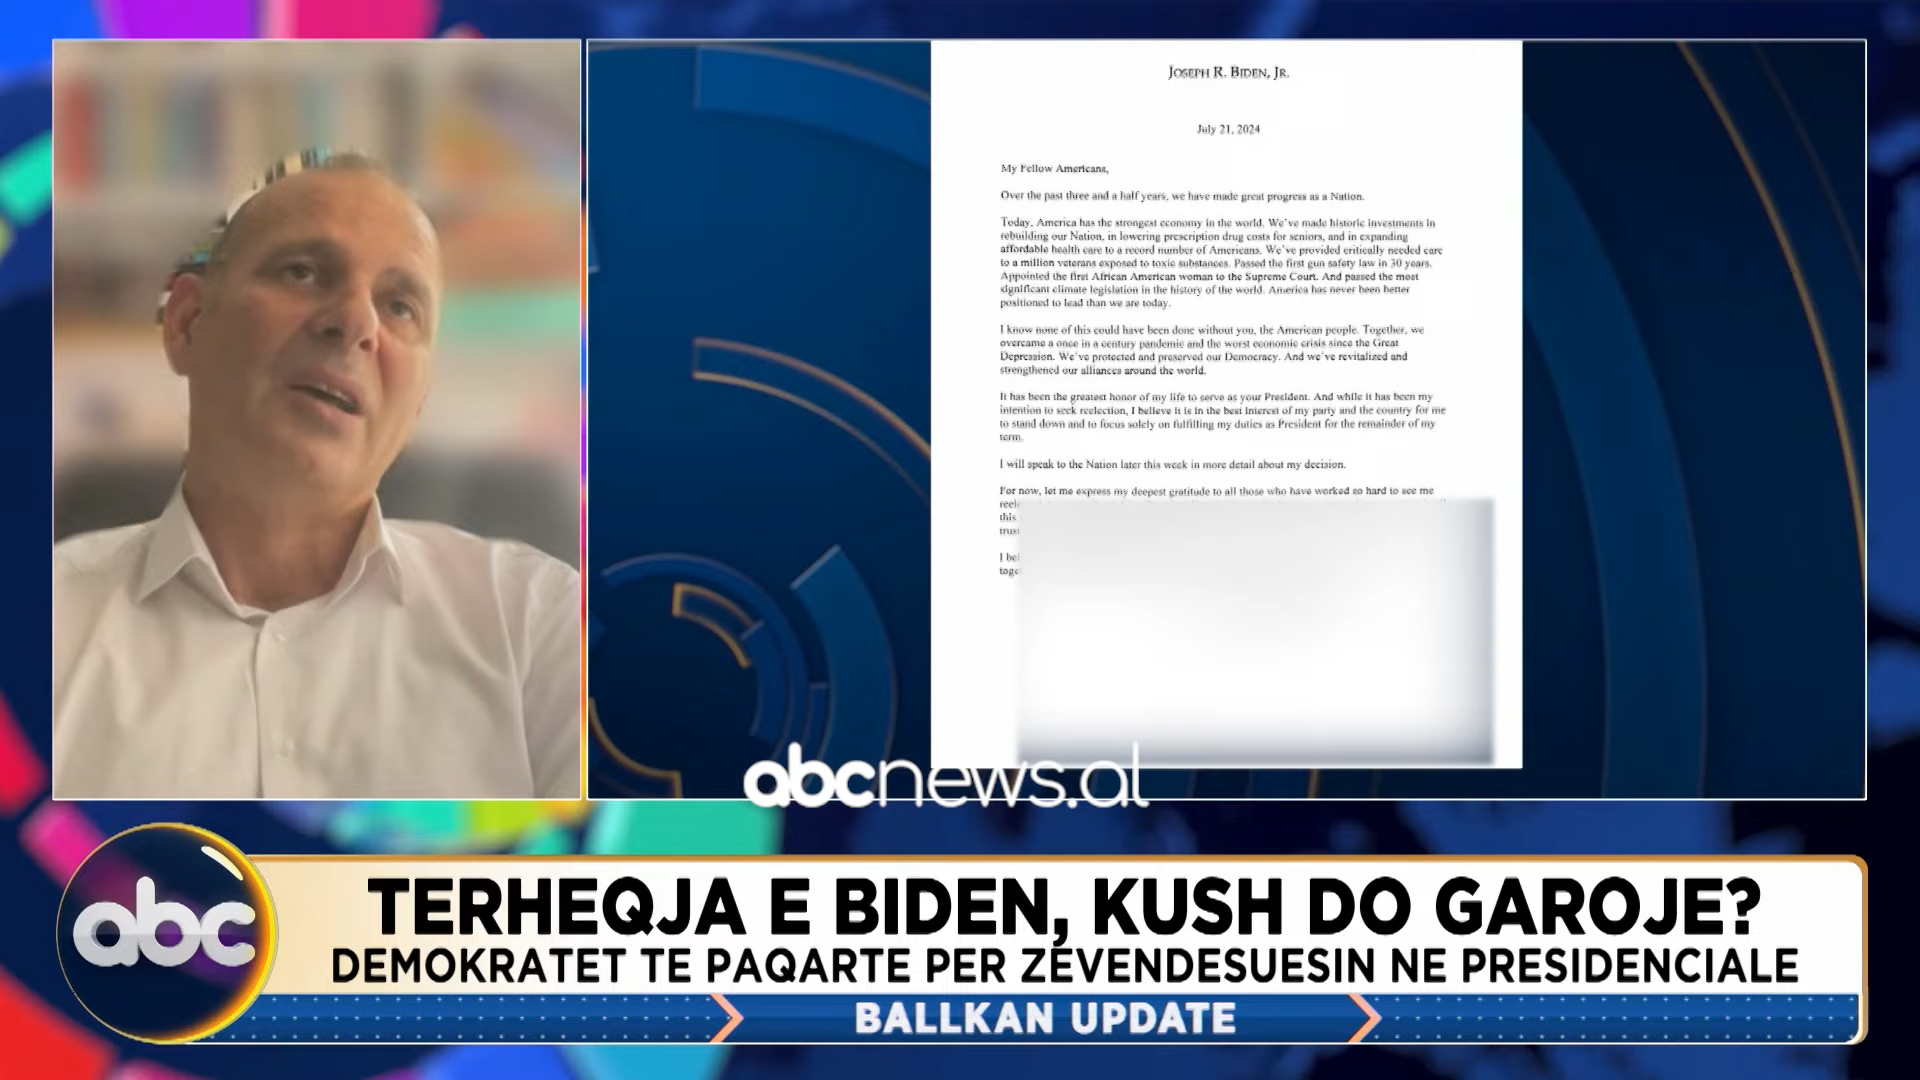 JOSEPH R. BIDEN, JR.
July 21, 2024
My Fellow Americans,
Over the past three and a half years, we have made great progress as a Nation.
Today, America has the strongest economy in the world. We've made historic investments in
rebuilding our Nation, in lowering prescription drug costs for seniors, and in expanding
affordable health care to a record number of Americans. We've provided critically needed care
to a million veterans exposed to toxic substances. Passed the first gun safety law in 30 years.
Appointed the first African American woman to the Supreme Court. And passed the most
significant climate legislation in the history of the world. America has never been better
positioned to lead than we are today.
I know none of this could have been done without you, the American people. Together, we
overcame a once in a century pandemic and the worst economic crisis since the Great
Depression. We've protected and preserved our Democracy. And we've revitalized and
strengthened our alliances around the world.
It has been the greatest honor of my life to serve as your President. And while it has been my
intention to seek reelection, I believe it is in the best interest of my party and the country for me
to stand down and to focus solely on fulfilling my duties as President for the remainder of my
term.
I will speak to the Nation later this week in more detail about my decision.
For now, let me express my deepest gratitude to all those who have worked so hard to see me
this
I
abcnews.al
abc
TERHEQJA E BIDEN, KUSH DO GAROJE?
DEMOKRATET TE PAQARTE PER ZEVENDESUESIN NE PRESIDENCIALE
BALLKAN UPDATE